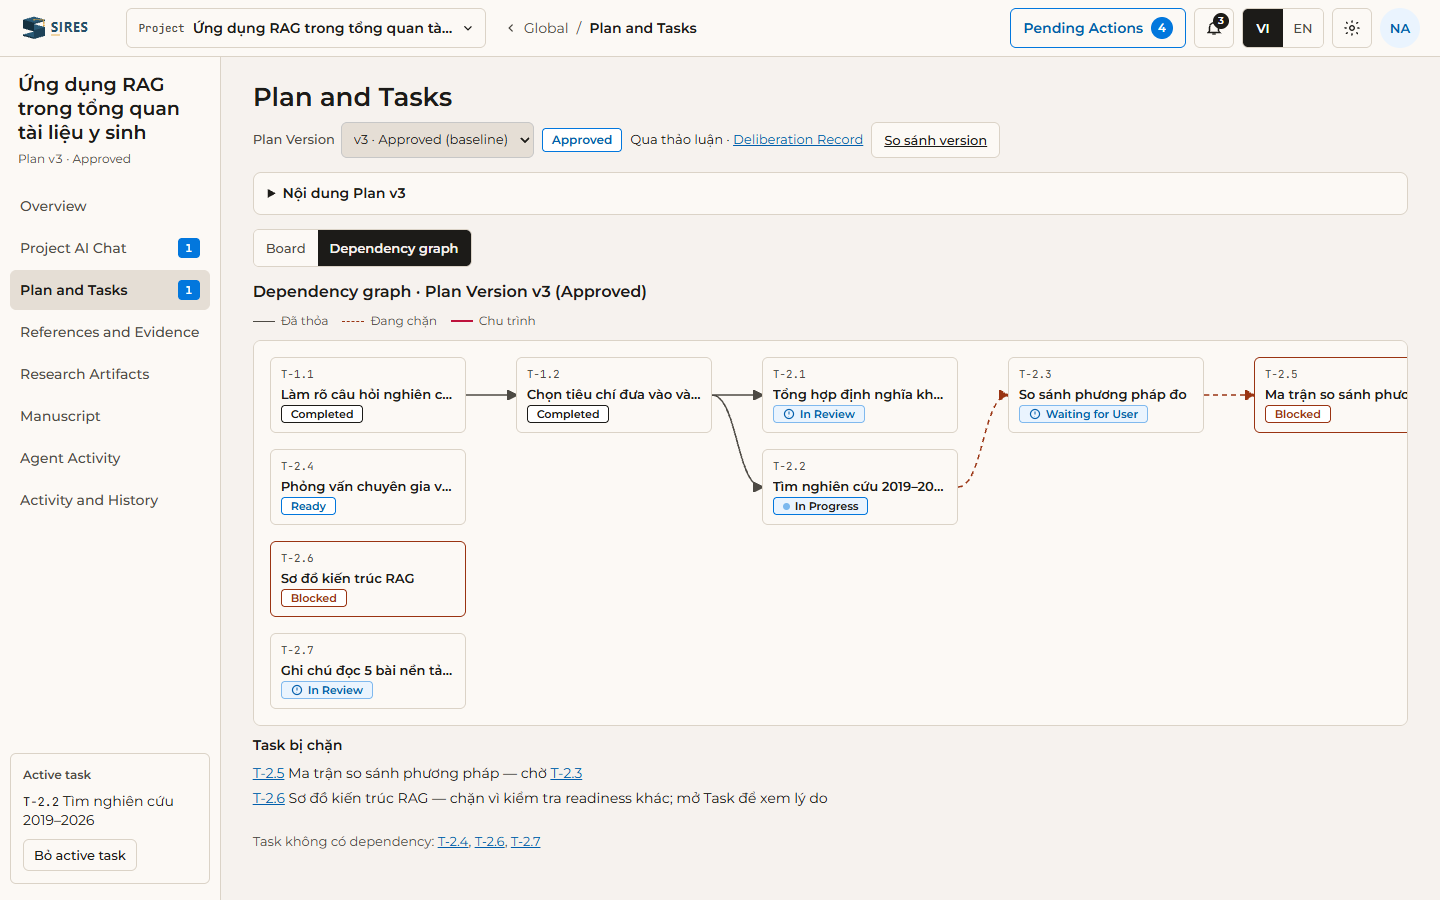 SIRES
Project Ứng dụng RAG trong tổng quan tà...
Global / Plan and Tasks
Pending Actions 4
3
VI EN
NA
Ứng dụng RAG
trong tổng quan
tài liệu y sinh
Plan v3 · Approved
Overview
Project AI Chat 1
Plan and Tasks 1
References and Evidence
Research Artifacts
Manuscript
Agent Activity
Activity and History
Active task
T-2.2 Tìm nghiên cứu
2019–2026
Bỏ active task
Plan and Tasks
Plan Version v3 · Approved (baseline) Approved Qua thảo luận · Deliberation Record So sánh version
Nội dung Plan v3
Board Dependency graph
Dependency graph · Plan Version v3 (Approved)
Đã thỏa Đang chặn Chu trình
T-1.1
Làm rõ câu hỏi nghiên c...
Completed
T-1.2
Chọn tiêu chí đưa vào và...
Completed
T-2.1
Tổng hợp định nghĩa kh...
In Review
T-2.3
So sánh phương pháp đo
Waiting for User
T-2.5
Ma trận so sánh phươ
Blocked
T-2.4
Phỏng vấn chuyên gia v...
Ready
T-2.2
Tìm nghiên cứu 2019–20...
In Progress
T-2.6
Sơ đồ kiến trúc RAG
Blocked
T-2.7
Ghi chú đọc 5 bài nền tả...
In Review
Task bị chặn
T-2.5 Ma trận so sánh phương pháp — chờ T-2.3
T-2.6 Sơ đồ kiến trúc RAG — chặn vì kiểm tra readiness khác; mở Task để xem lý do
Task không có dependency: T-2.4, T-2.6, T-2.7